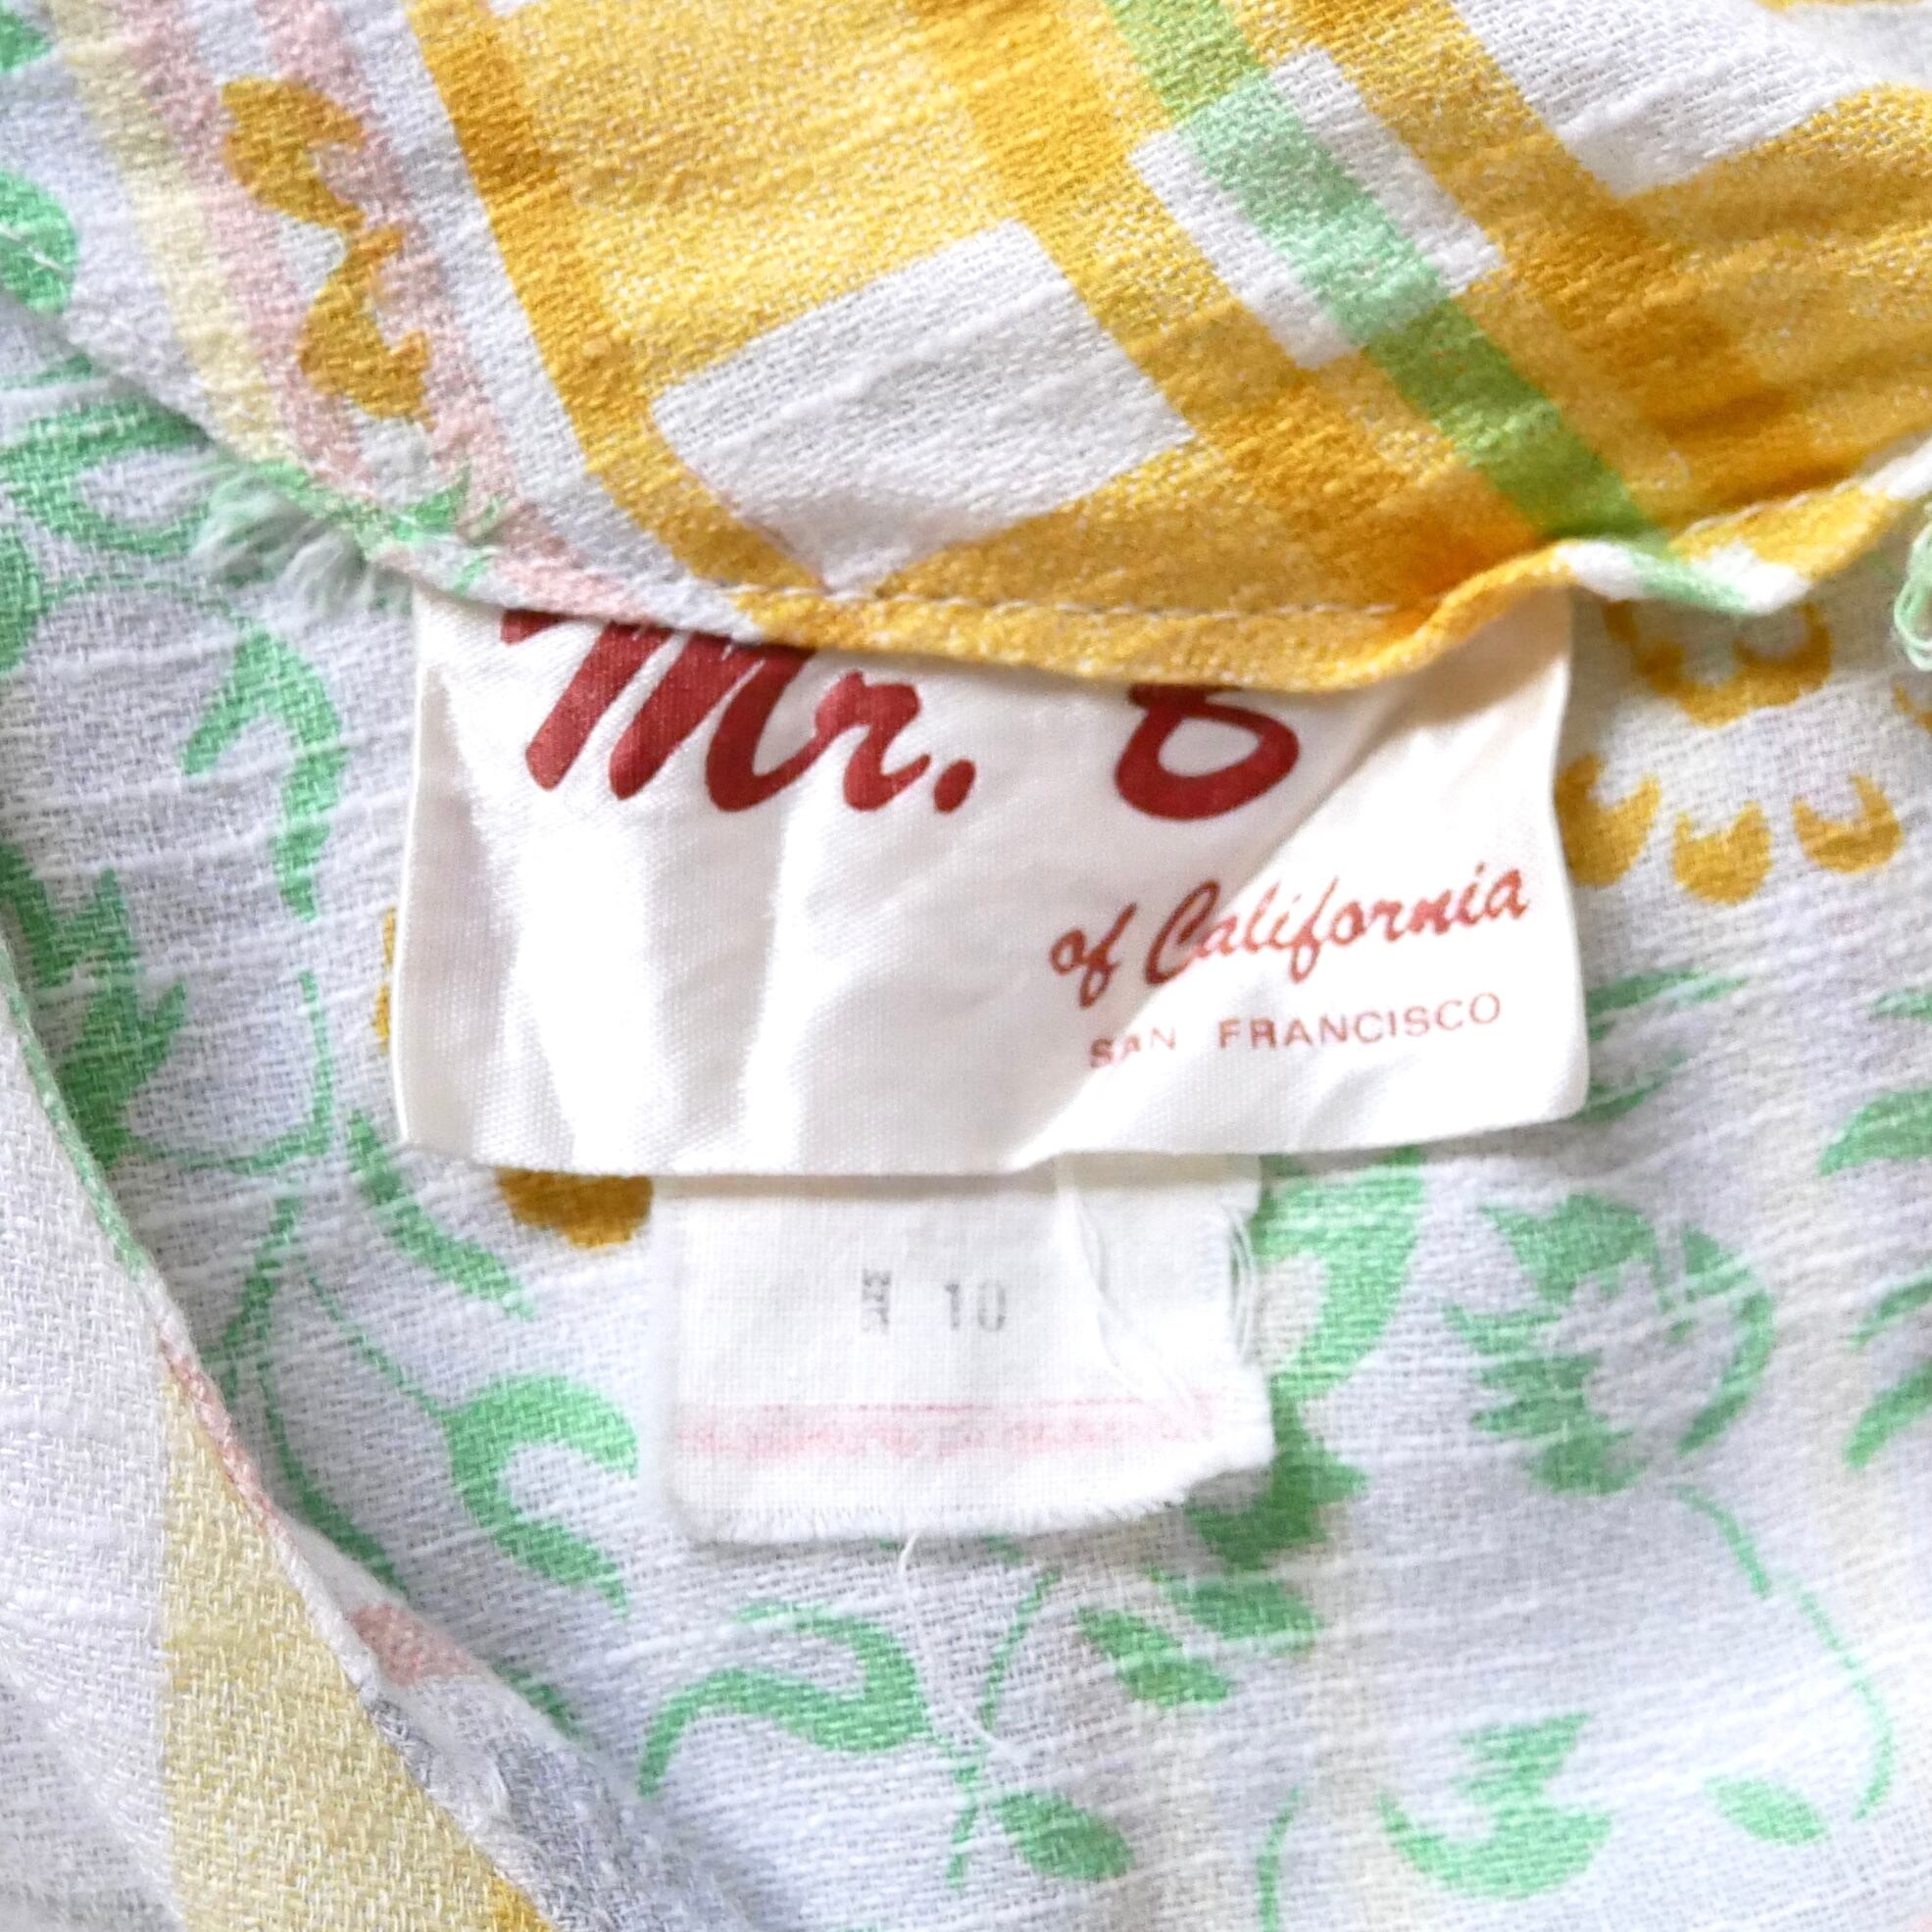 Mr. B
of California
SAN FRANCISCO
10